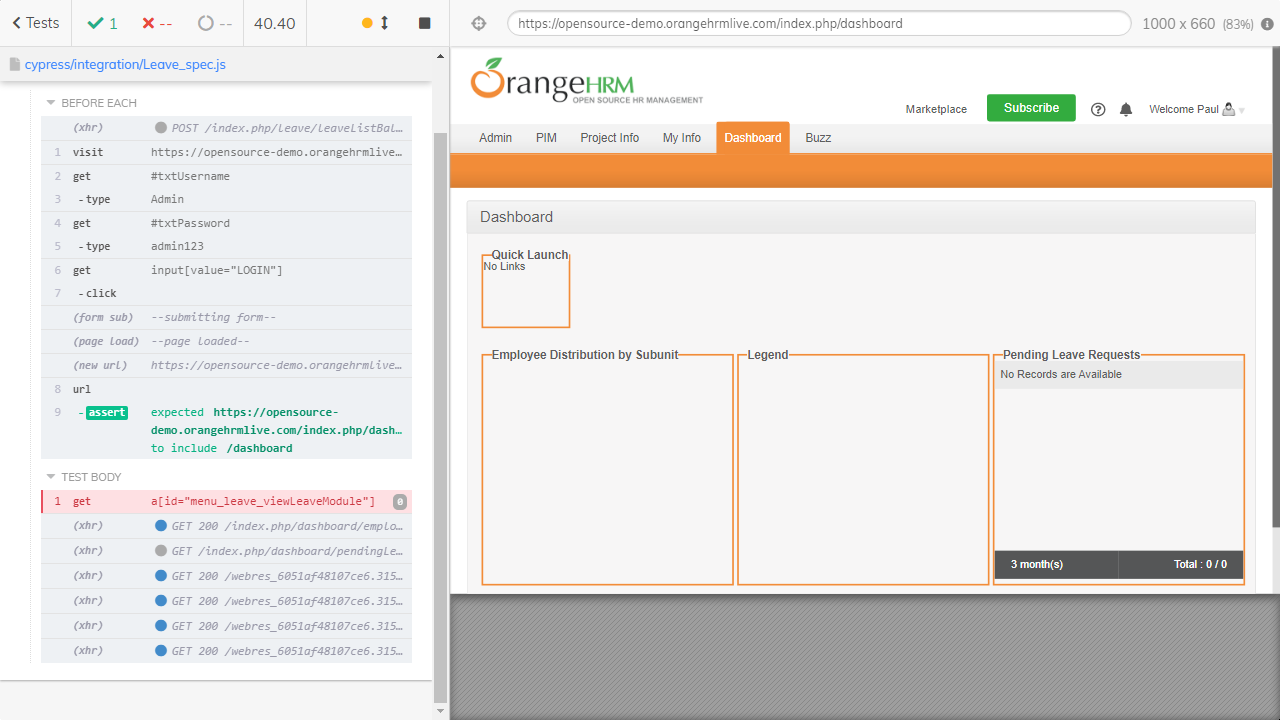 Tests
1
--
--
40.40
https://opensource-demo.orangehrmlive.com/index.php/dashboard
1000 x 660 (83%)
cypress/integration/Leave_spec.js
BEFORE EACH
(xhr) POST /index.php/leave/leaveListBal…
1 visit https://opensource-demo.orangehrmlive…
2 get #txtUsername
3 -type Admin
4 get #txtPassword
5 -type admin123
6 get input[value="LOGIN"]
7 -click
(form sub) --submitting form--
(page load) --page loaded--
(new url) https://opensource-demo.orangehrmlive…
8 url
9 -assert expected https://opensource-
demo.orangehrmlive.com/index.php/dash…
to include /dashboard
TEST BODY
1 get a[id="menu_leave_viewLeaveModule"] 0
(xhr) GET 200 /index.php/dashboard/emplo…
(xhr) GET /index.php/dashboard/pendingLe…
(xhr) GET 200 /webres_6051af48107ce6.315…
(xhr) GET 200 /webres_6051af48107ce6.315…
(xhr) GET 200 /webres_6051af48107ce6.315…
(xhr) GET 200 /webres_6051af48107ce6.315…
OrangeHRM
OPEN SOURCE HR MANAGEMENT
Marketplace
Subscribe
Welcome Paul
Admin
PIM
Project Info
My Info
Dashboard
Buzz
Dashboard
Quick Launch
No Links
Employee Distribution by Subunit
Legend
Pending Leave Requests
No Records are Available
3 month(s)
Total : 0 / 0